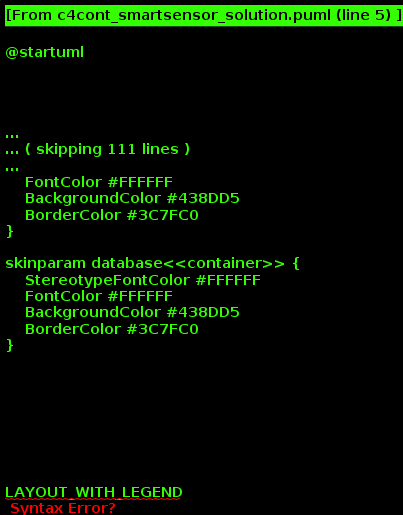 [From c4cont_smartsensor_solution.puml (line 5) ]
@startuml
...
... ( skipping 111 lines )
...
FontColor #FFFFFF
BackgroundColor #438DD5
BorderColor #3C7FC0
}
skinparam database<<container>> {
StereotypeFontColor #FFFFFF
FontColor #FFFFFF
BackgroundColor #438DD5
BorderColor #3C7FC0
}
LAYOUT_WITH_LEGEND
Syntax Error?